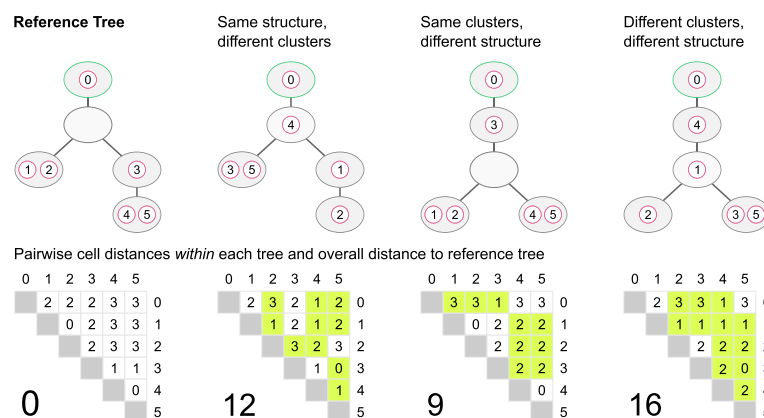 Reference Tree
Same structure,
different clusters
Same clusters,
different structure
Different clusters,
different structure
0
1 2
3
4 5
0
4
3 5
1
2
0
3
1 2
4 5
0
4
1
2
3 5
Pairwise cell distances within each tree and overall distance to reference tree
0 1 2 3 4 5
2 2 2 3 3 0
0 2 3 3 1
2 3 3 2
1 1 3
0 4
5
0
0 1 2 3 4 5
2 3 2 1 2 0
1 2 1 2 1
3 2 3 2
1 0 3
1 4
5
12
0 1 2 3 4 5
3 3 1 3 3 0
0 2 2 2 1
2 2 2 2
2 2 3
0 4
5
9
0 1 2 3 4 5
2 3 3 1 3
1 1 1 1
2 2 2
2 0
2
16